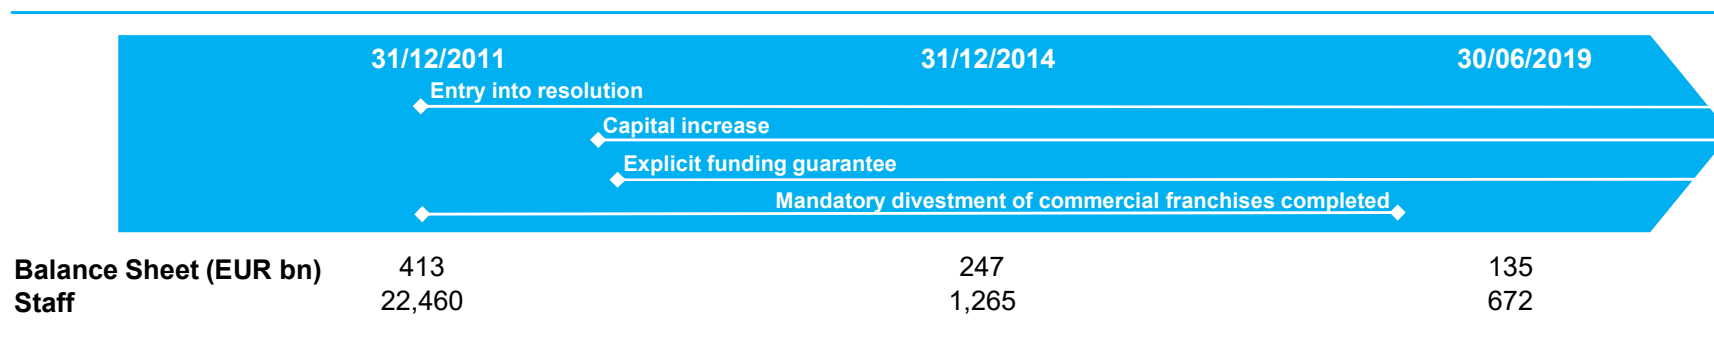 31/12/2011 31/12/2014 30/06/2019
Entry into resolution
Capital increase
Explicit funding guarantee
Mandatory divestment of commercial franchises completed
Balance Sheet (EUR bn) 413 247 135
Staff 22,460 1,265 672